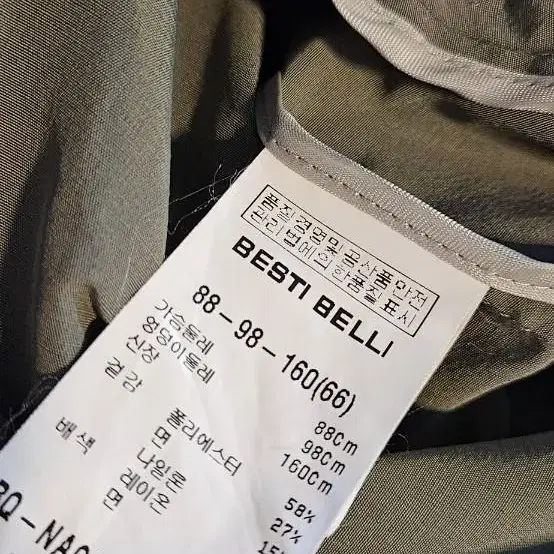 품질경영및 공산품안전
관리법에의한품질표시
BESTI BELLI
88-98-160(66)
가슴둘레 88cm
엉덩이둘레 98cm
신장 160cm
겉감 폴리에스터 58%
면 27%
나일론 15%
배색 레이온
면